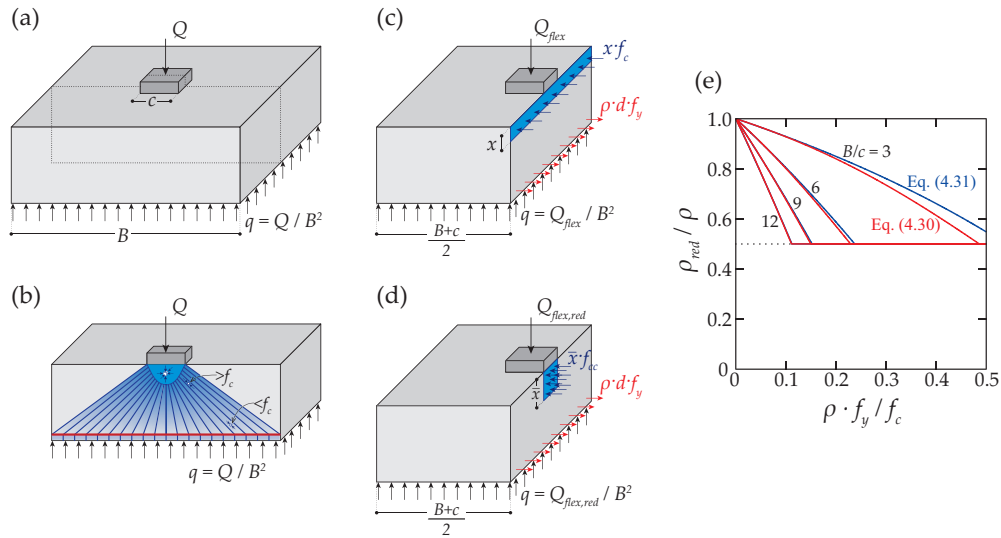 (a)
Q
c
B
q = Q / B²
(b)
Q
>f_c
<f_c
q = Q / B²
(c)
Q_flex
x·f_c
ρ·d·f_y
x
q = Q_flex / B²
B+c
2
(d)
Q_flex,red
x̄·f_cc
ρ·d·f_y
x̄
q = Q_flex,red / B²
B+c
2
(e)
1.0
0.8
0.6
0.4
0.2
0
ρ_red / ρ
B/c = 3
6
9
12
Eq. (4.31)
Eq. (4.30)
0 0.1 0.2 0.3 0.4 0.5
ρ · f_y / f_c